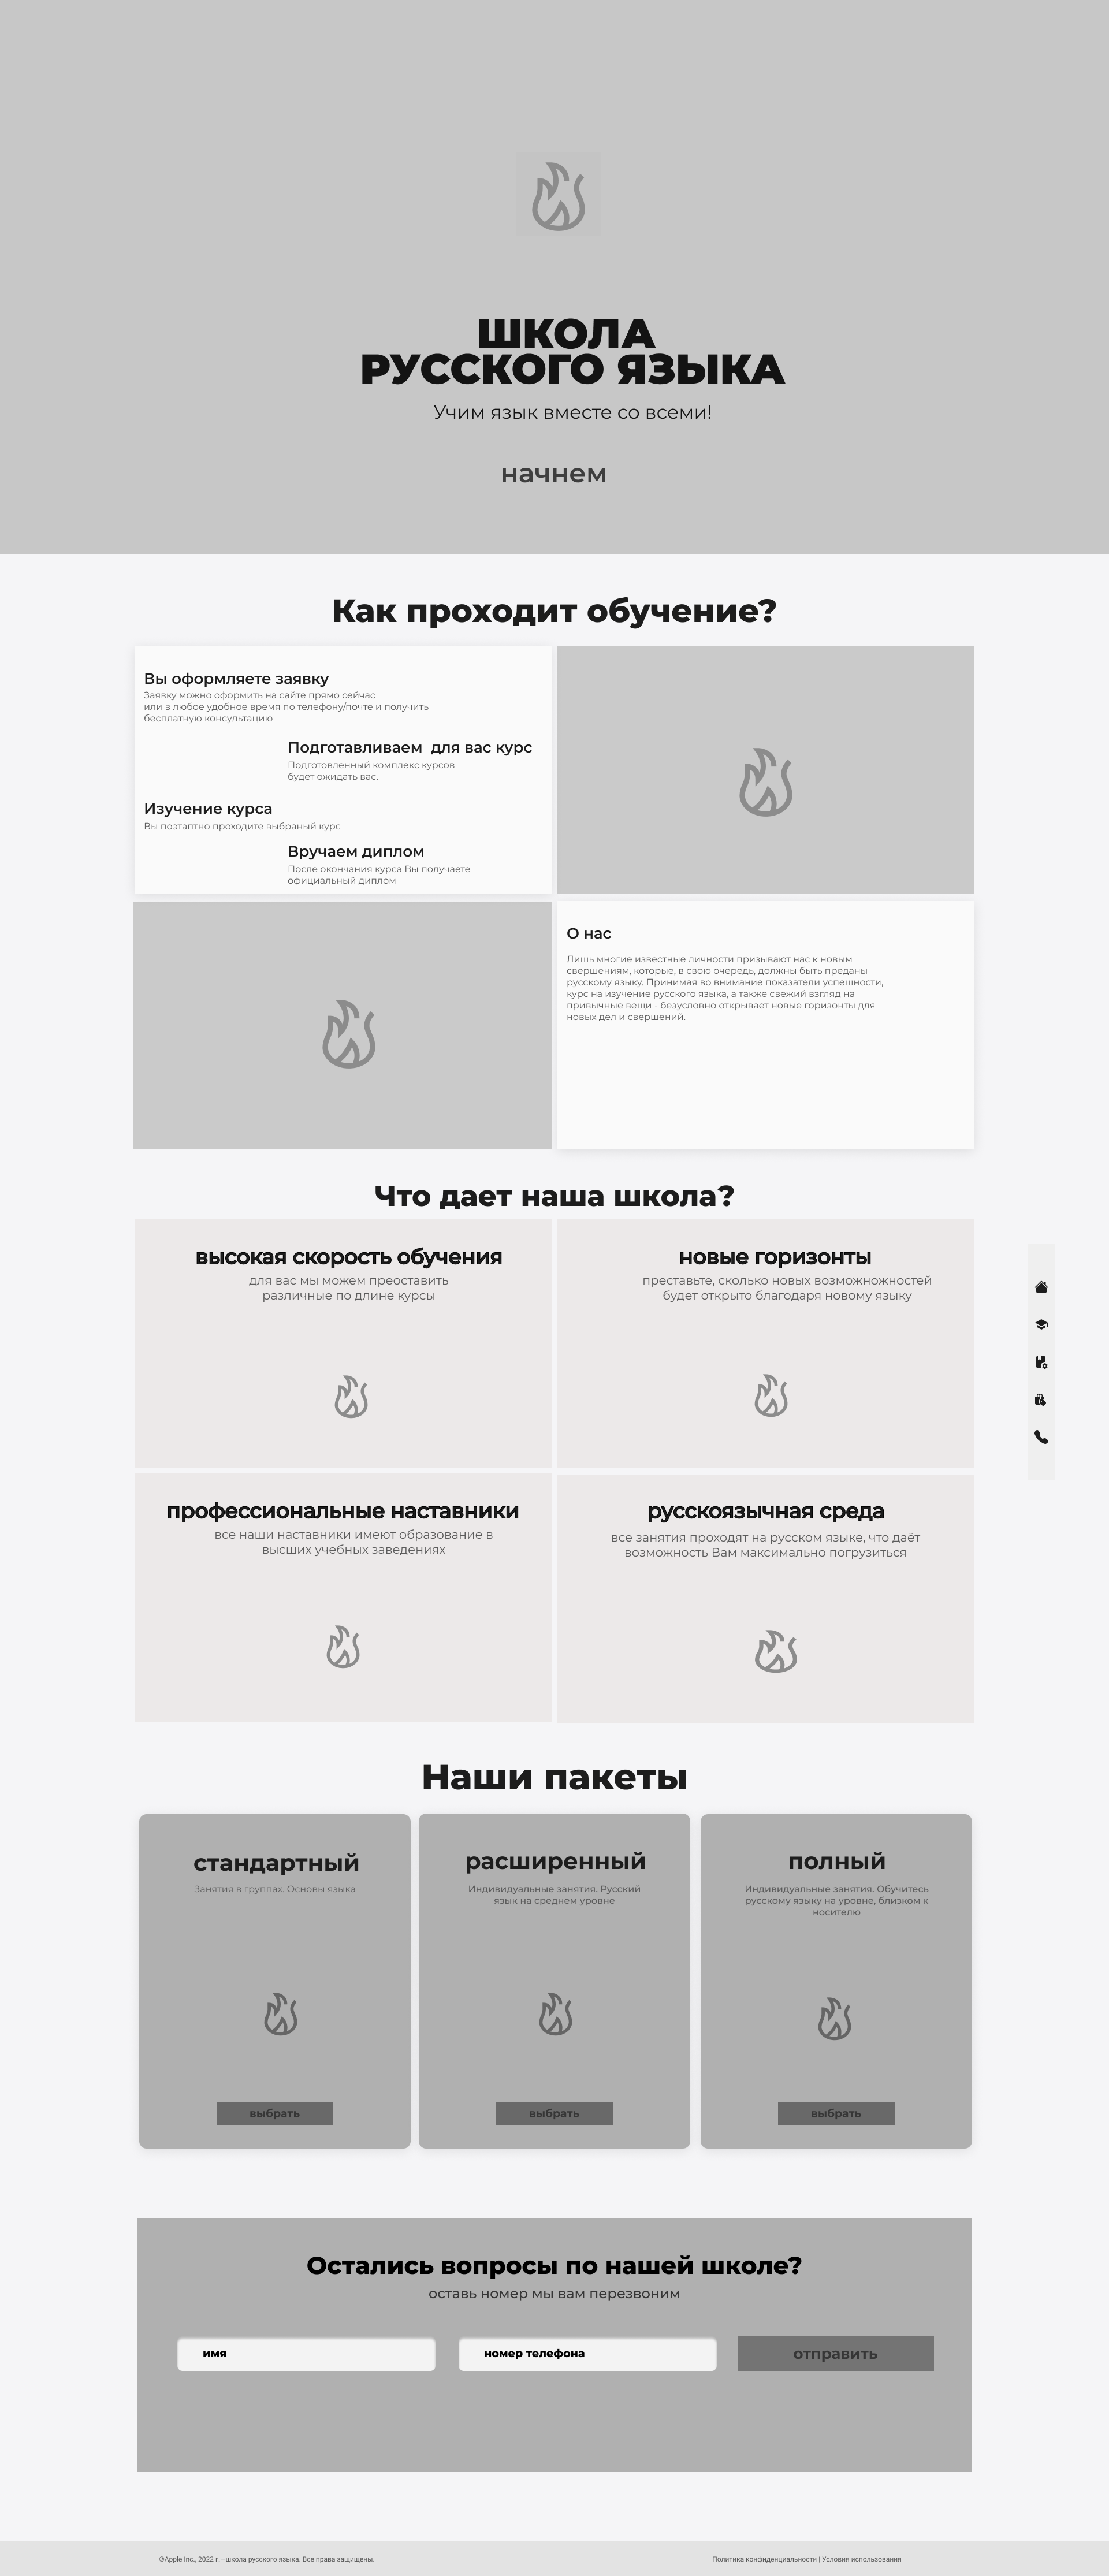 ШКОЛА
РУССКОГО ЯЗЫКА
Учим язык вместе со всеми!
начнем
Как проходит обучение?
Вы оформляете заявку
Заявку можно оформить на сайте прямо сейчас
или в любое удобное время по телефону/почте и получить
бесплатную консультацию
Подготавливаем для вас курс
Подготовленный комплекс курсов
будет ожидать вас.
Изучение курса
Вы поэтаптно проходите выбраный курс
Вручаем диплом
После окончания курса Вы получаете
официальный диплом
О нас
Лишь многие известные личности призывают нас к новым
свершениям, которые, в свою очередь, должны быть преданы
русскому языку. Принимая во внимание показатели успешности,
курс на изучение русского языка, а также свежий взгляд на
привычные вещи - безусловно открывает новые горизонты для
новых дел и свершений.
Что дает наша школа?
высокая скорость обучения
для вас мы можем преоставить
различные по длине курсы
новые горизонты
преставьте, сколько новых возможножностей
будет открыто благодаря новому языку
профессиональные наставники
все наши наставники имеют образование в
высших учебных заведениях
русскоязычная среда
все занятия проходят на русском языке, что даёт
возможность Вам максимально погрузиться
Наши пакеты
стандартный
Занятия в группах. Основы языка
выбрать
расширенный
Индивидуальные занятия. Русский
язык на среднем уровне
выбрать
полный
Индивидуальные занятия. Обучитесь
русскому языку на уровне, близком к
носителю
выбрать
Остались вопросы по нашей школе?
оставь номер мы вам перезвоним
имя
номер телефона
отправить
©Apple Inc., 2022 г.—школа русского языка. Все права защищены.
Политика конфиденциальности | Условия использования